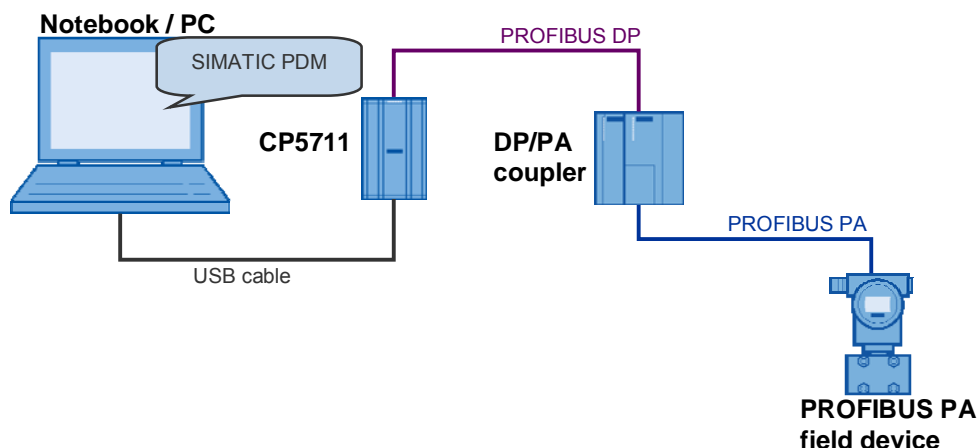 Notebook / PC
SIMATIC PDM
PROFIBUS DP
CP5711
DP/PA
coupler
PROFIBUS PA
USB cable
PROFIBUS PA
field device